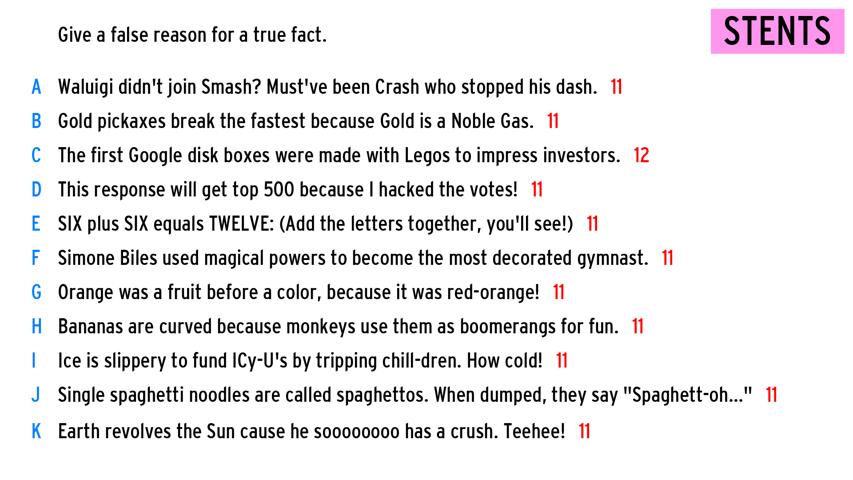 Give a false reason for a true fact.
STENTS
A Waluigi didn't join Smash? Must've been Crash who stopped his dash. 11
B Gold pickaxes break the fastest because Gold is a Noble Gas. 11
C The first Google disk boxes were made with Legos to impress investors. 12
D This response will get top 500 because I hacked the votes! 11
E SIX plus SIX equals TWELVE: (Add the letters together, you'll see!) 11
F Simone Biles used magical powers to become the most decorated gymnast. 11
G Orange was a fruit before a color, because it was red-orange! 11
H Bananas are curved because monkeys use them as boomerangs for fun. 11
I Ice is slippery to fund ICy-U's by tripping chill-dren. How cold! 11
J Single spaghetti noodles are called spaghettos. When dumped, they say "Spaghett-oh..." 11
K Earth revolves the Sun cause he soooooooo has a crush. Teehee! 11